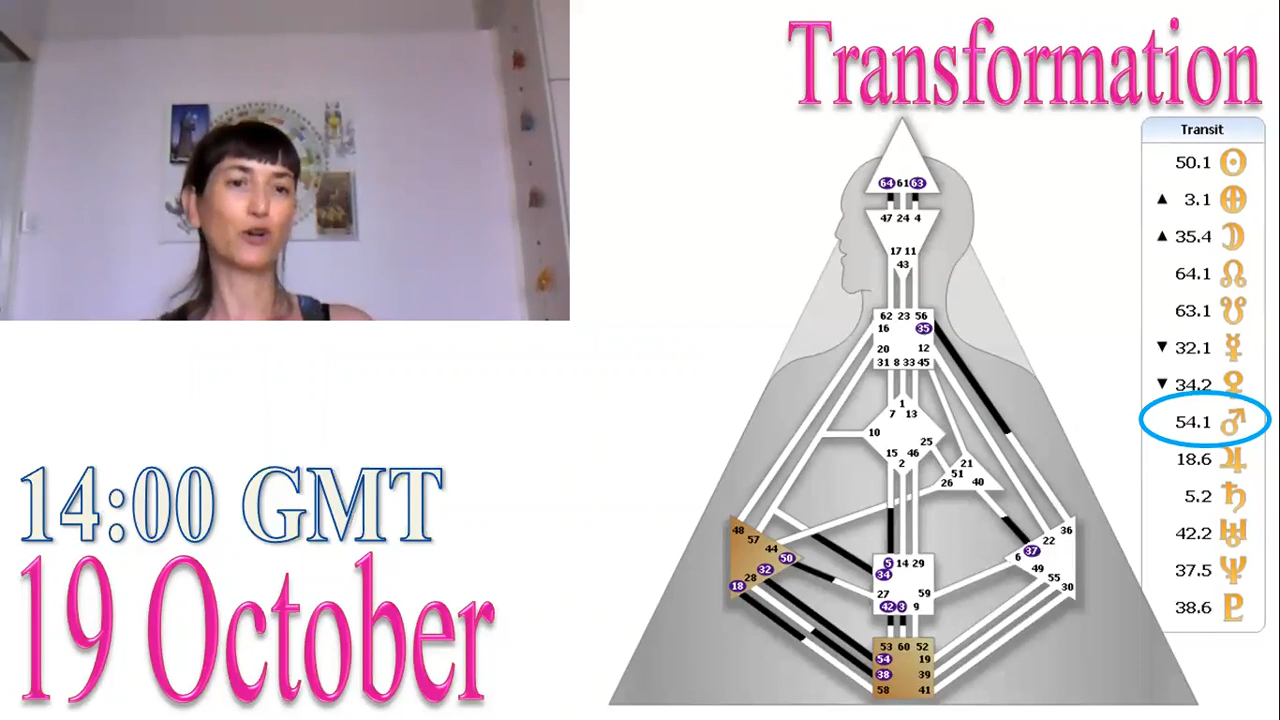 Transformation
14:00 GMT
19 October
64 61 63
47 24 4
17 11
43
62 23 56
16 35
20 12
31 8 33 45
1
7 13
10
25
15 46
2
21
51
26 40
48
57
44
50
32
28
18
36
22
37
6
49
55
30
5 14 29
34
27 59
42 3 9
53 60 52
54 19
38 39
58 41
Transit
50.1 ☉
▲ 3.1 ⊕
▲ 35.4 ☽
64.1 ☊
63.1 ☋
▼ 32.1 ☿
▼ 34.2 ♀
54.1 ♂
18.6 ♃
5.2 ♄
42.2 ♅
37.5 ♆
38.6 ♇